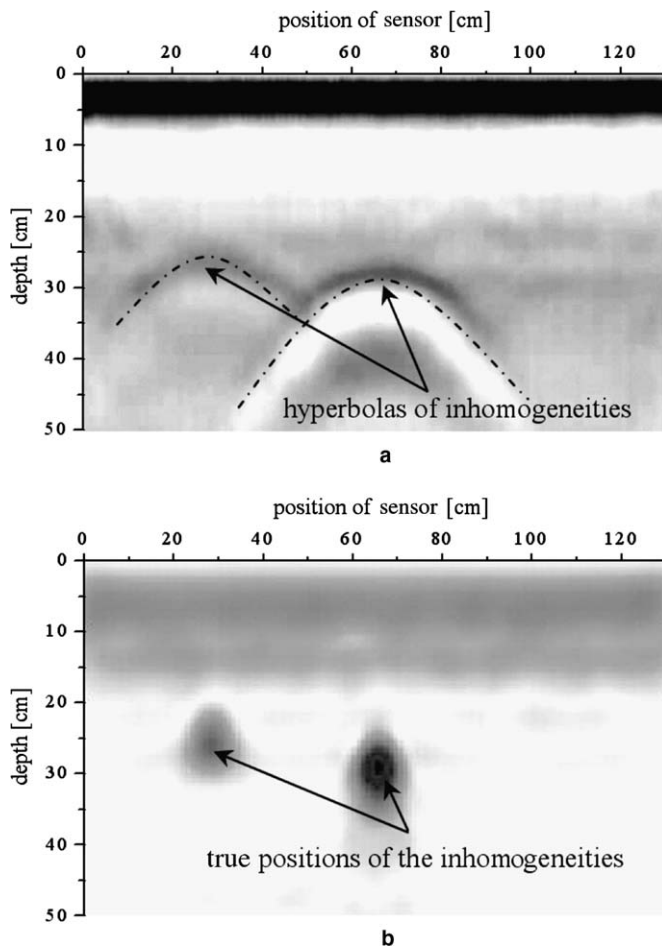 position of sensor [cm]
0 20 40 60 80 100 120
0
10
20
30
40
50
depth [cm]
hyperbolas of inhomogeneities
a
position of sensor [cm]
0 20 40 60 80 100 120
0
10
20
30
40
50
depth [cm]
true positions of the inhomogeneities
b